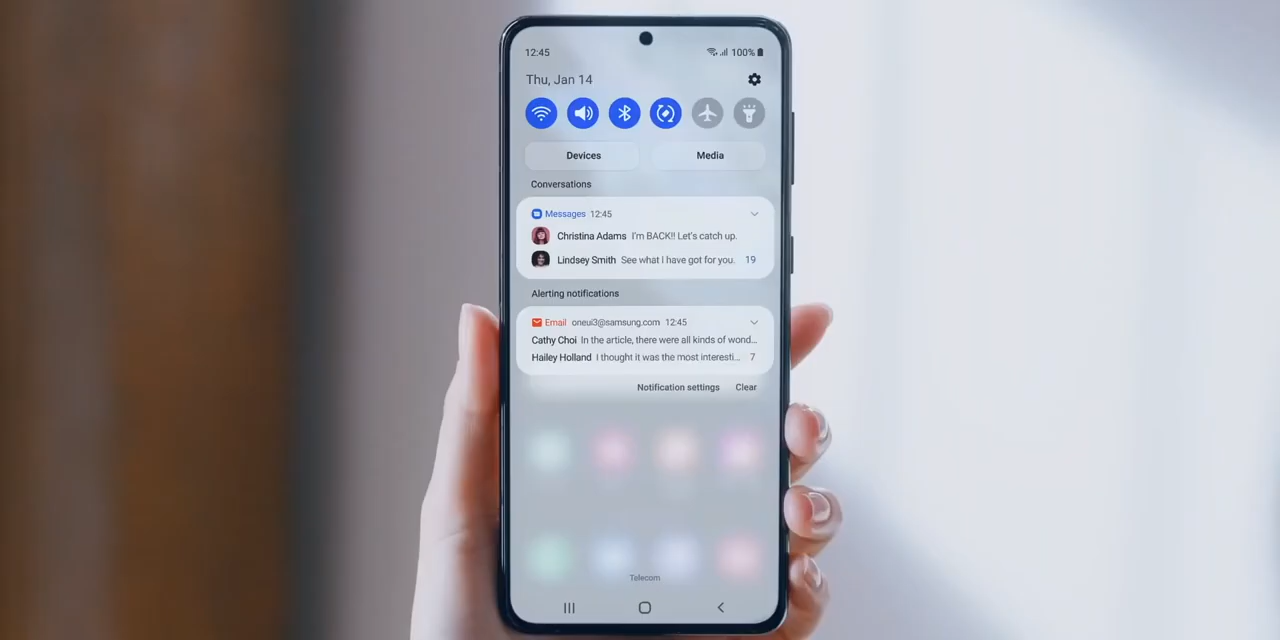 12:45 100%
Thu, Jan 14
Devices Media
Conversations
Messages 12:45
Christina Adams I'm BACK!! Let's catch up.
Lindsey Smith See what i have got for you. 19
Alerting notifications
Email oneui3@samsung.com 12:45
Cathy Choi In the article, there were all kinds of wond...
Hailey Holland I thought it was the most interesti... 7
Notification settings Clear
Telecom